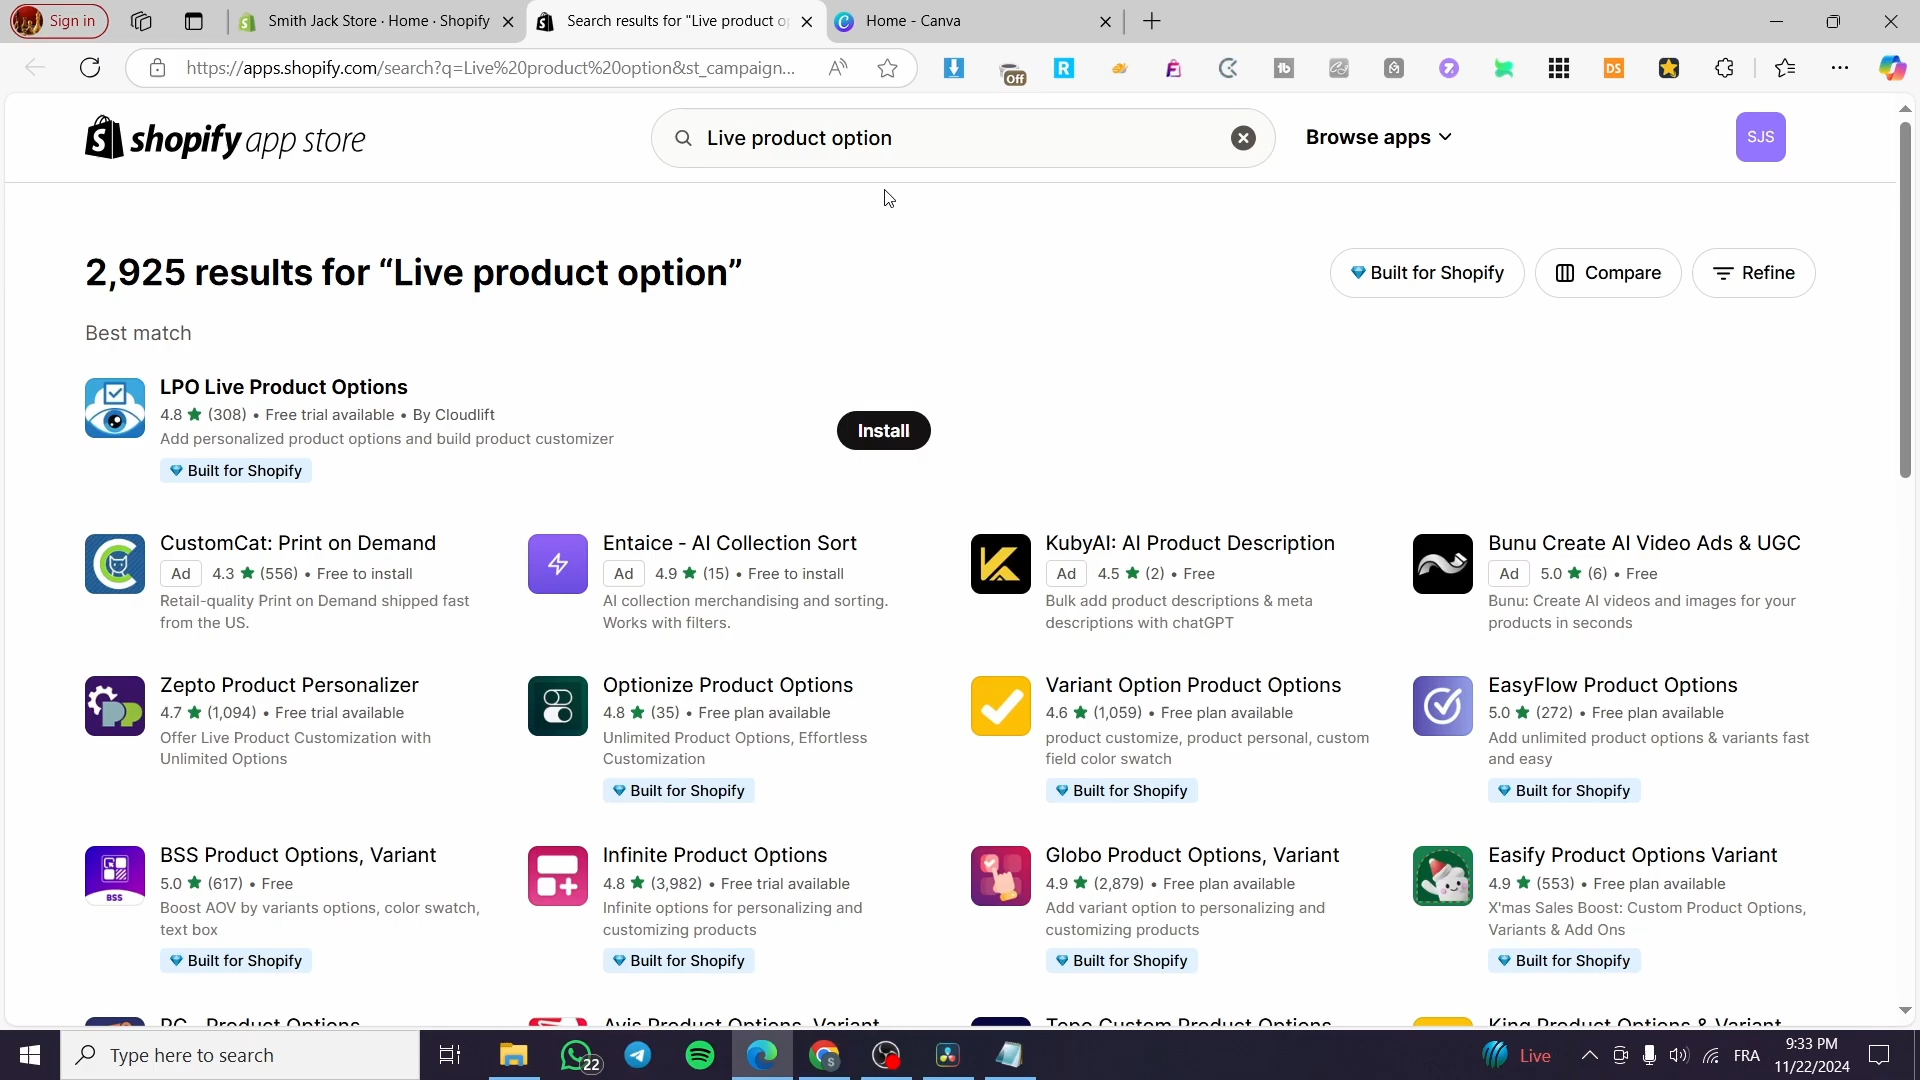 Sign in
Smith Jack Store · Home · Shopify
Search results for "Live product o
Home - Canva
https://apps.shopify.com/search?q=Live%20product%20option&st_campaign...
Off
shopify app store
Live product option
Browse apps
SJS
2,925 results for “Live product option”
Built for Shopify
Compare
Refine
Best match
LPO Live Product Options
4.8 ★ (308) • Free trial available • By Cloudlift
Add personalized product options and build product customizer
Built for Shopify
Install
CustomCat: Print on Demand
Ad 4.3 ★ (556) • Free to install
Retail-quality Print on Demand shipped fast
from the US.
Entaice - AI Collection Sort
Ad 4.9 ★ (15) • Free to install
AI collection merchandising and sorting.
Works with filters.
KubyAI: AI Product Description
Ad 4.5 ★ (2) • Free
Bulk add product descriptions & meta
descriptions with chatGPT
Bunu Create AI Video Ads & UGC
Ad 5.0 ★ (6) • Free
Bunu: Create AI videos and images for your
products in seconds
Zepto Product Personalizer
4.7 ★ (1,094) • Free trial available
Offer Live Product Customization with
Unlimited Options
Optionize Product Options
4.8 ★ (35) • Free plan available
Unlimited Product Options, Effortless
Customization
Built for Shopify
Variant Option Product Options
4.6 ★ (1,059) • Free plan available
product customize, product personal, custom
field color swatch
Built for Shopify
EasyFlow Product Options
5.0 ★ (272) • Free plan available
Add unlimited product options & variants fast
and easy
Built for Shopify
BSS
BSS Product Options, Variant
5.0 ★ (617) • Free
Boost AOV by variants options, color swatch,
text box
Built for Shopify
Infinite Product Options
4.8 ★ (3,982) • Free trial available
Infinite options for personalizing and
customizing products
Built for Shopify
Globo Product Options, Variant
4.9 ★ (2,879) • Free plan available
Add variant option to personalizing and
customizing products
Built for Shopify
Easify Product Options Variant
4.9 ★ (553) • Free plan available
X'mas Sales Boost: Custom Product Options,
Variants & Add Ons
Built for Shopify
Product Options
Avis Product Options, Variant
Custom Product Options
King Product Options & Variant
Type here to search
22
Live
FRA
9:33 PM
11/22/2024